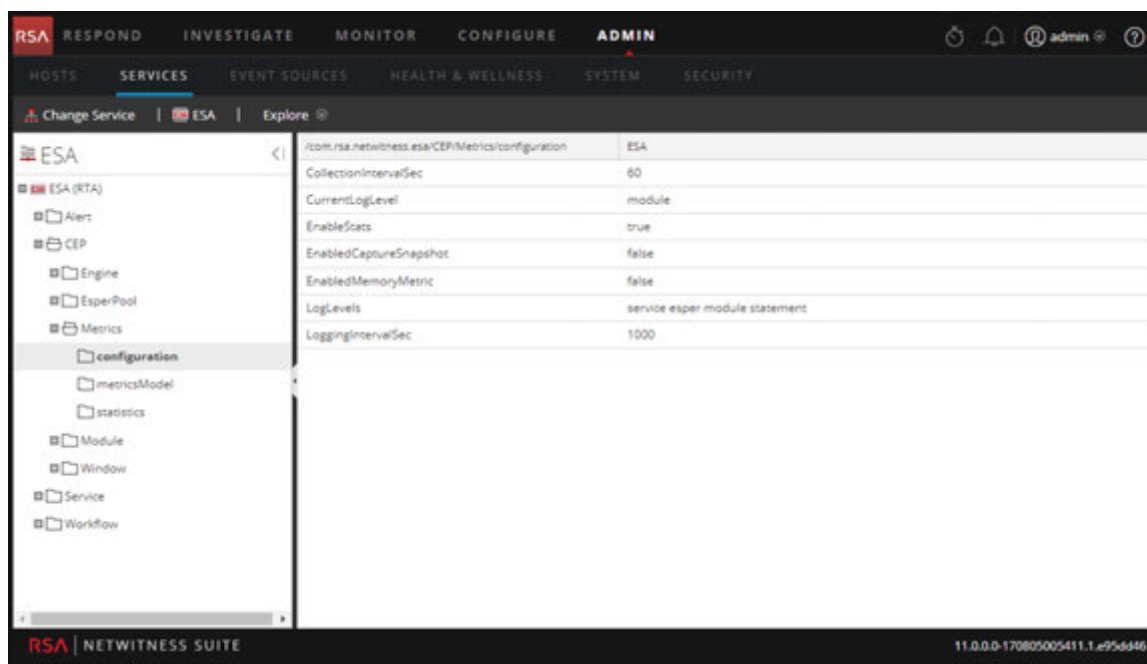 RSA RESPOND INVESTIGATE MONITOR CONFIGURE ADMIN admin ?
HOSTS SERVICES EVENT SOURCES HEALTH & WELLNESS SYSTEM SECURITY
Change Service | ESA | Explore
ESA
ESA (RTA)
Alert
CEP
Engine
EsperPool
Metrics
configuration
metricsModel
statistics
Module
Window
Service
Workflow
/com.rsa.netwitness.esa/CEP/Metrics/configuration ESA
CollectionIntervalSec 60
CurrentLogLevel module
EnableStats true
EnabledCaptureSnapshot false
EnabledMemoryMetric false
LogLevels service esper module statement
LoggingIntervalSec 1000
RSA | NETWITNESS SUITE 11.0.0.0-170805005411.1.e95dd46